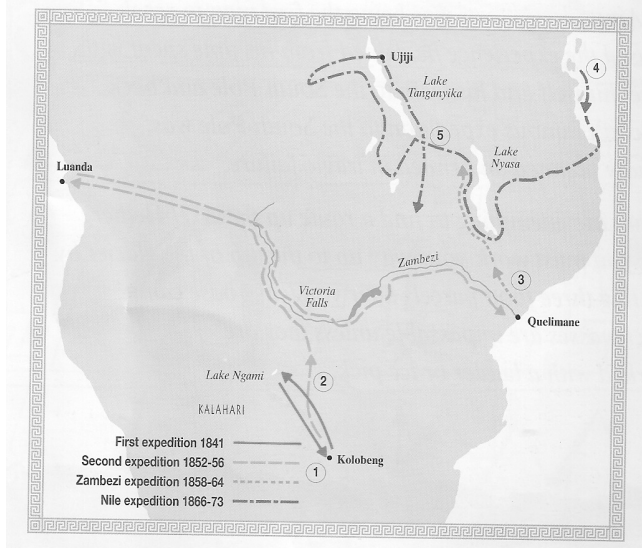 Ujiji
Lake
Tanganyika
4
5
Lake
Nyasa
Luanda
Zambezi
3
Victoria
Falls
Quelimane
Lake Ngami
2
KALAHARI
First expedition 1841
Second expedition 1852-56
1
Kolobeng
Zambezi expedition 1858-64
Nile expedition 1866-73